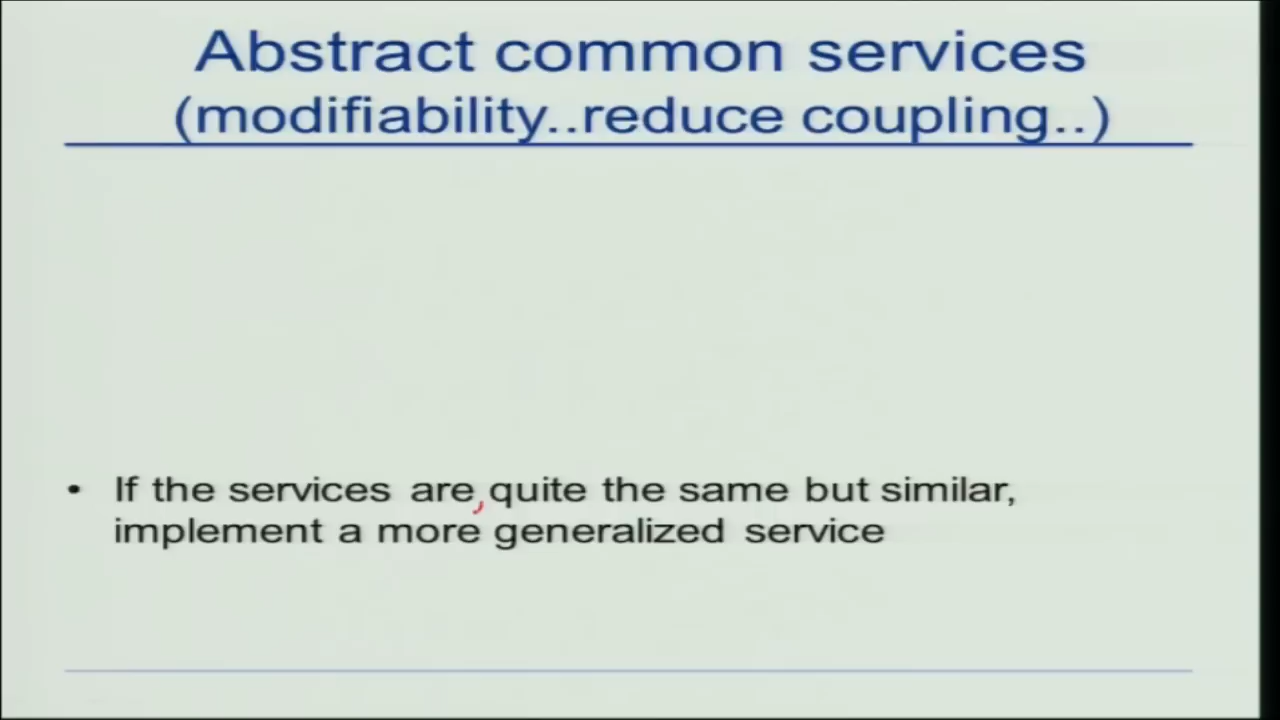 Abstract common services
(modifiability..reduce coupling..)
• If the services are quite the same but similar,
implement a more generalized service